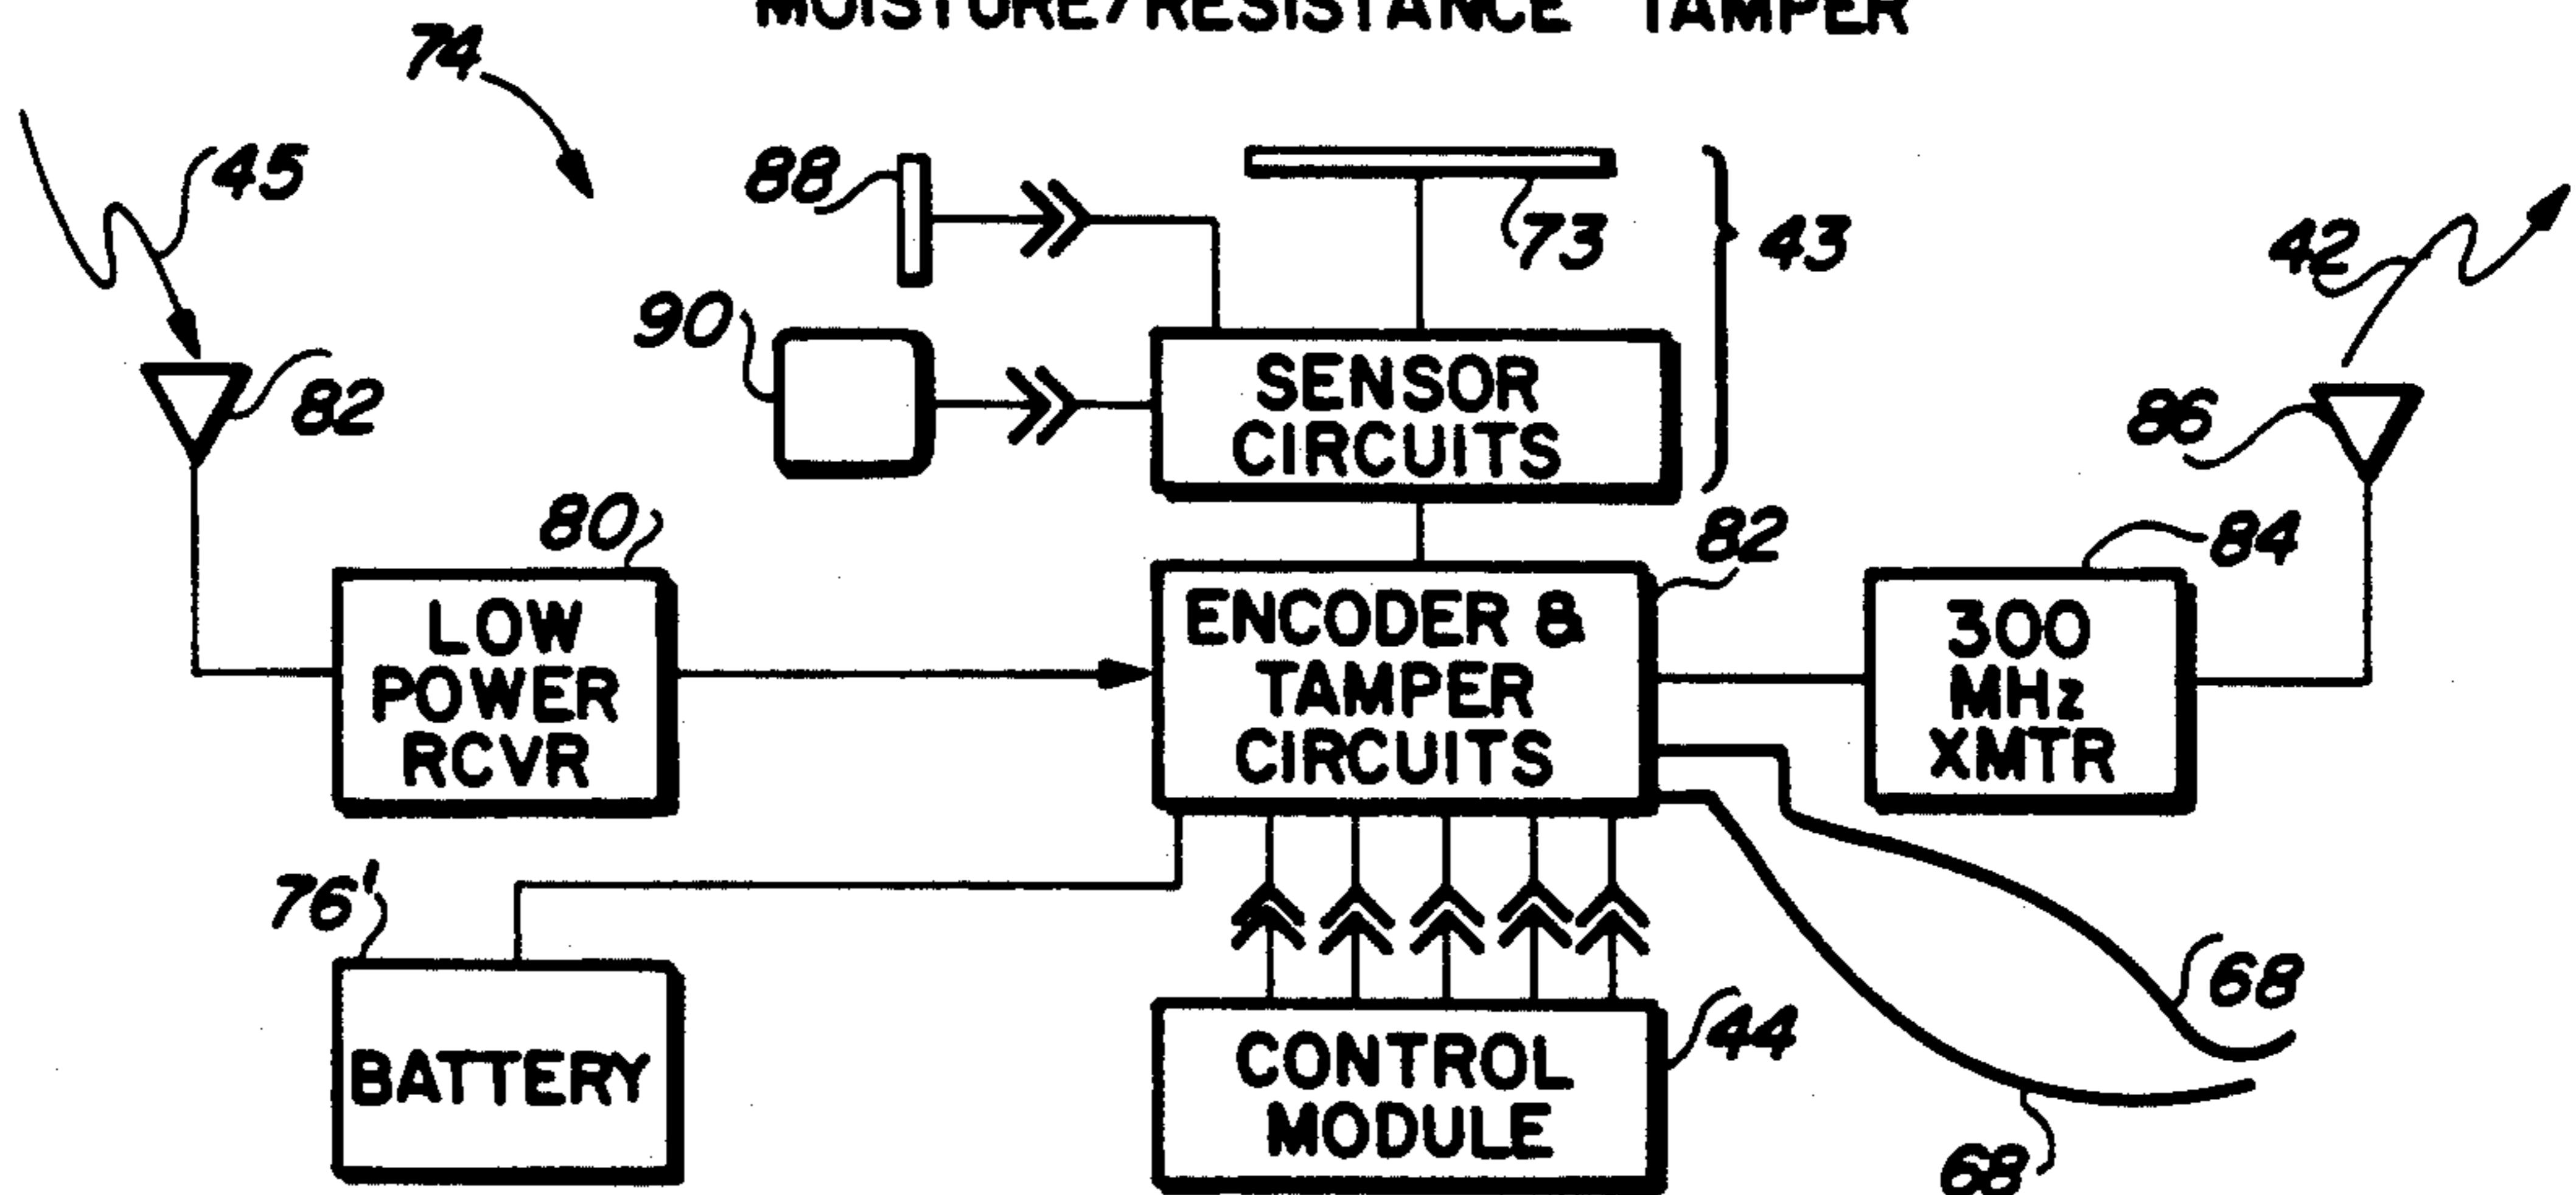 MOISTURE/RESISTANCE TAMPER
74
45
88
73
43
42
90
82
SENSOR
CIRCUITS
86
80
82
84
LOW
POWER
RCVR
ENCODER &
TAMPER
CIRCUITS
300
MHz
XMTR
76'
68
BATTERY
CONTROL
MODULE
44
68